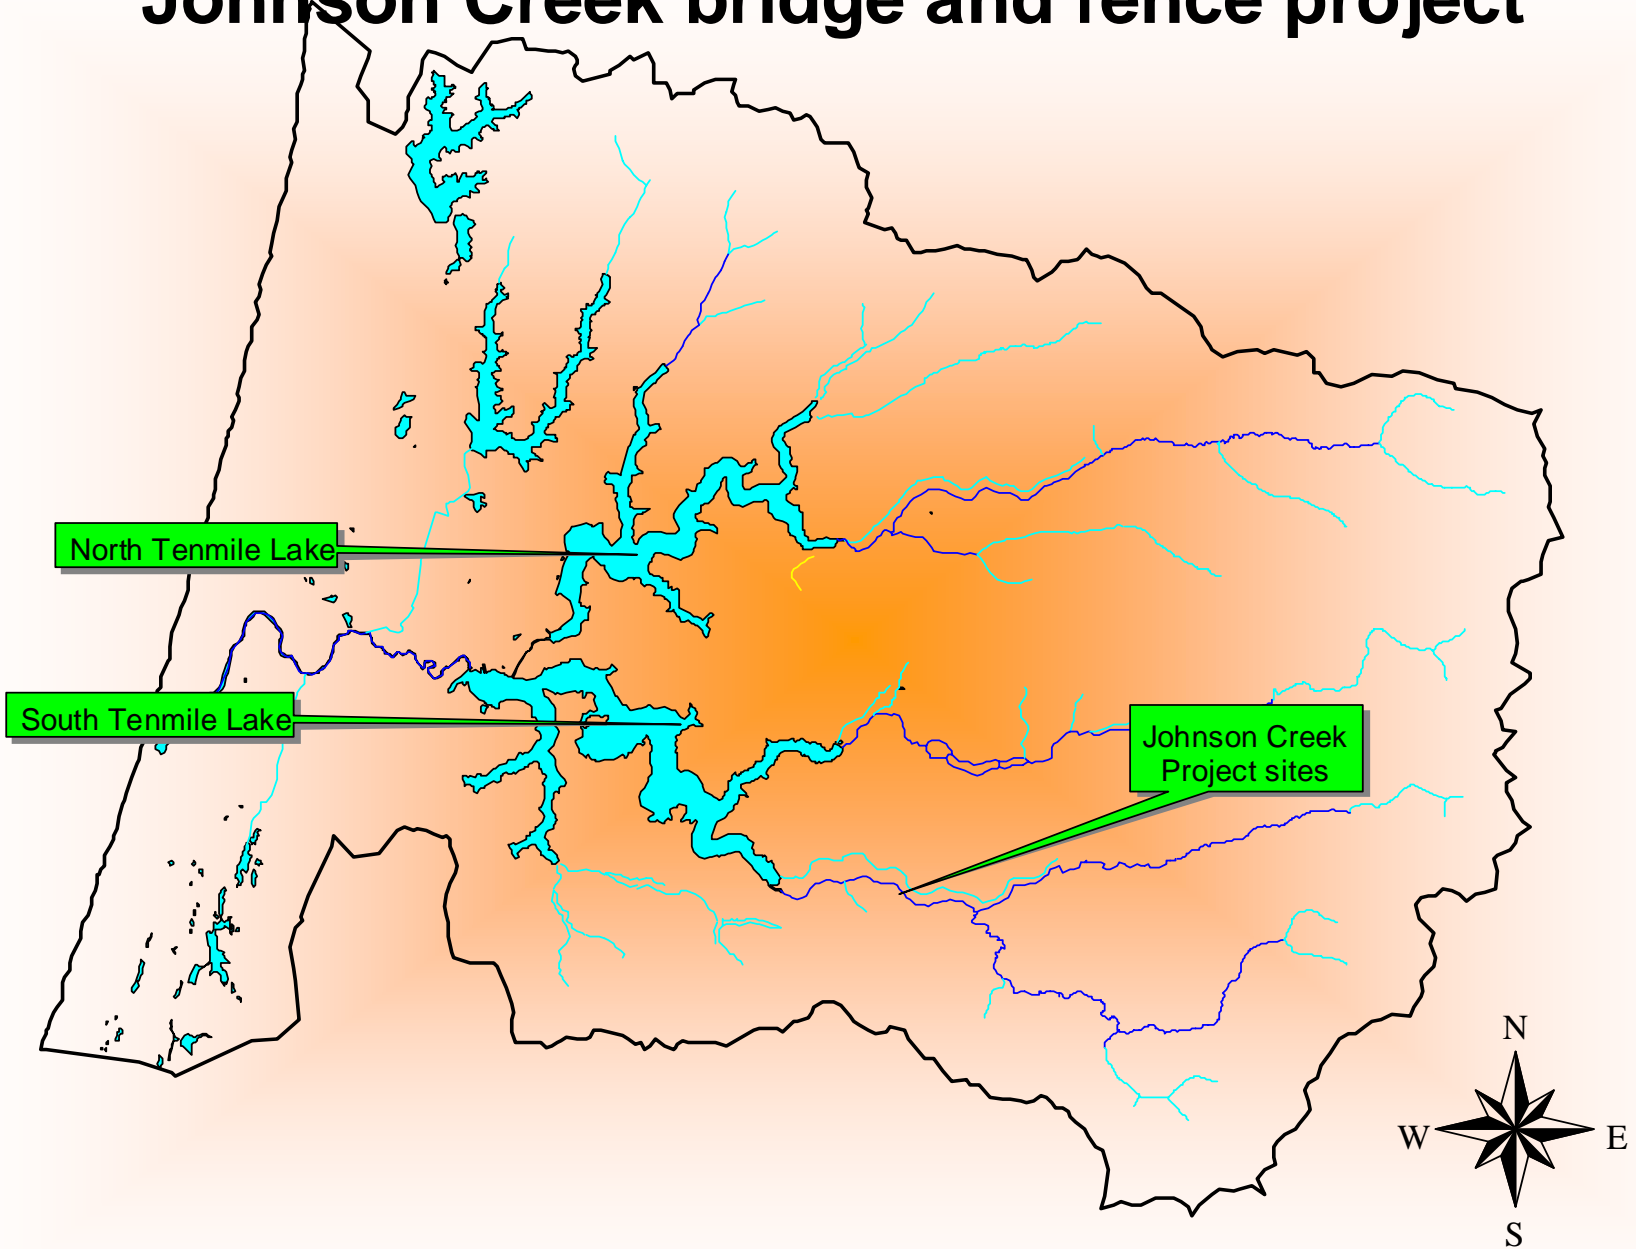 Johnson Creek bridge and fence project
North Tenmile Lake
South Tenmile Lake
Johnson Creek
Project sites
N
W E
S